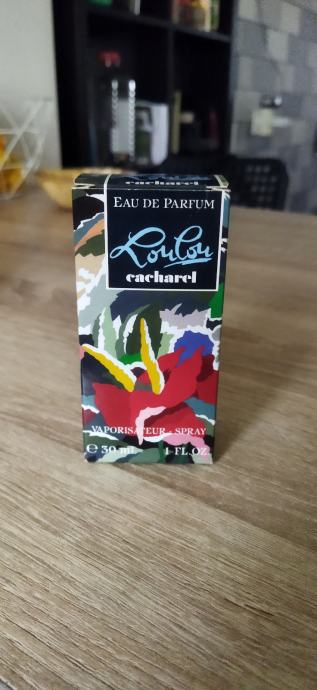 cacharel
EAU DE PARFUM
Loulou
cacharel
VAPORISATEUR - SPRAY
℮ 30 mL 1 FL.OZ.